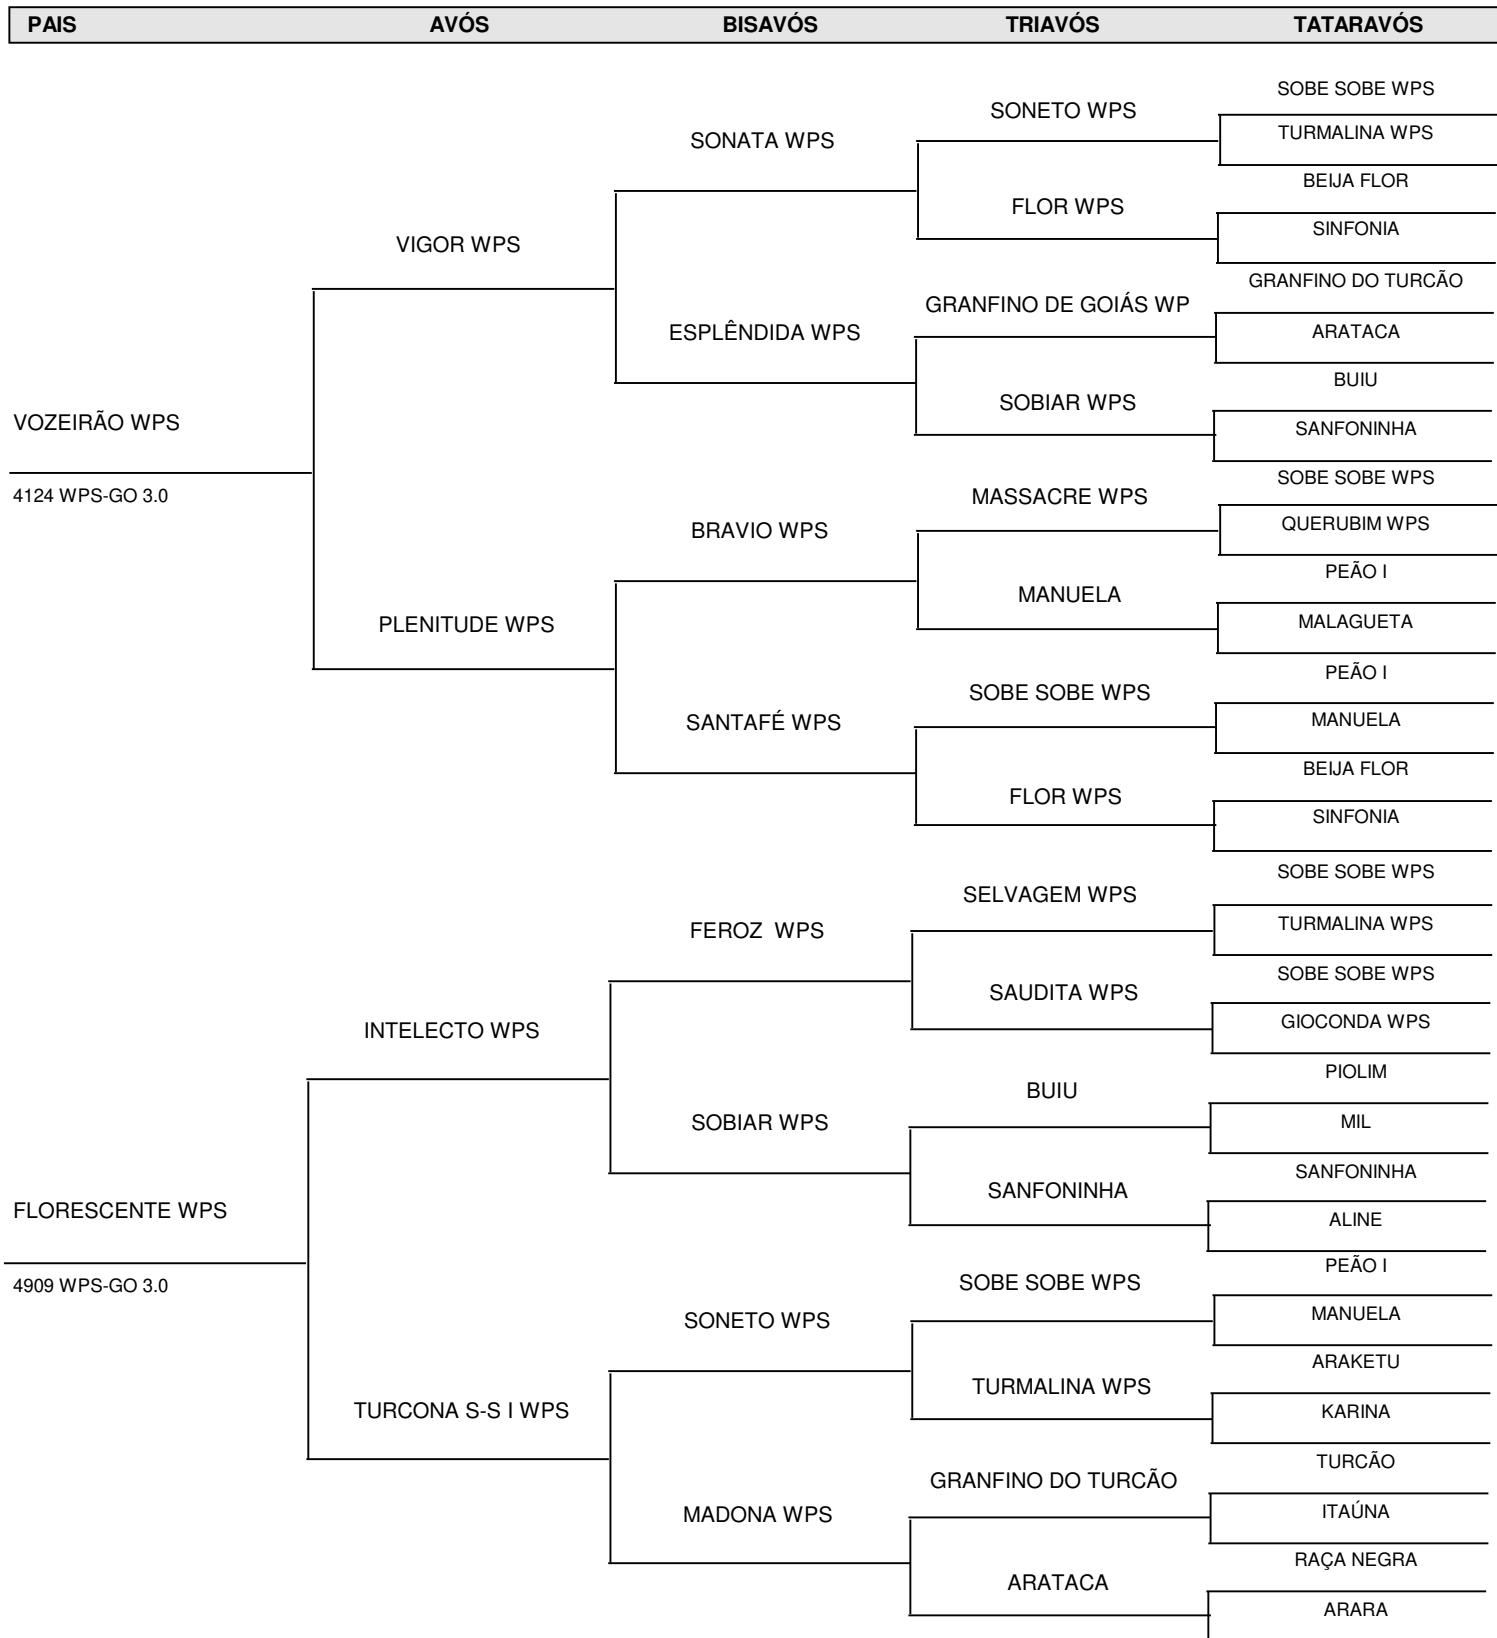 PAIS AVÓS BISAVÓS TRIAVÓS TATARAVÓS
SOBE SOBE WPS
SONETO WPS
TURMALINA WPS
SONATA WPS
BEIJA FLOR
FLOR WPS
SINFONIA
VIGOR WPS
GRANFINO DO TURCÃO
GRANFINO DE GOIÁS WP
ARATACA
ESPLÊNDIDA WPS
BUIU
SOBIAR WPS
SANFONINHA
VOZEIRÃO WPS
4124 WPS-GO 3.0
SOBE SOBE WPS
MASSACRE WPS
QUERUBIM WPS
BRAVIO WPS
PEÃO I
MANUELA
MALAGUETA
PLENITUDE WPS
PEÃO I
SOBE SOBE WPS
MANUELA
SANTAFÉ WPS
BEIJA FLOR
FLOR WPS
SINFONIA
SOBE SOBE WPS
SELVAGEM WPS
TURMALINA WPS
FEROZ WPS
SOBE SOBE WPS
SAUDITA WPS
GIOCONDA WPS
INTELECTO WPS
PIOLIM
BUIU
MIL
SOBIAR WPS
SANFONINHA
SANFONINHA
ALINE
FLORESCENTE WPS
4909 WPS-GO 3.0
PEÃO I
SOBE SOBE WPS
MANUELA
SONETO WPS
ARAKETU
TURMALINA WPS
KARINA
TURCONA S-S I WPS
TURCÃO
GRANFINO DO TURCÃO
ITAÚNA
MADONA WPS
RAÇA NEGRA
ARATACA
ARARA